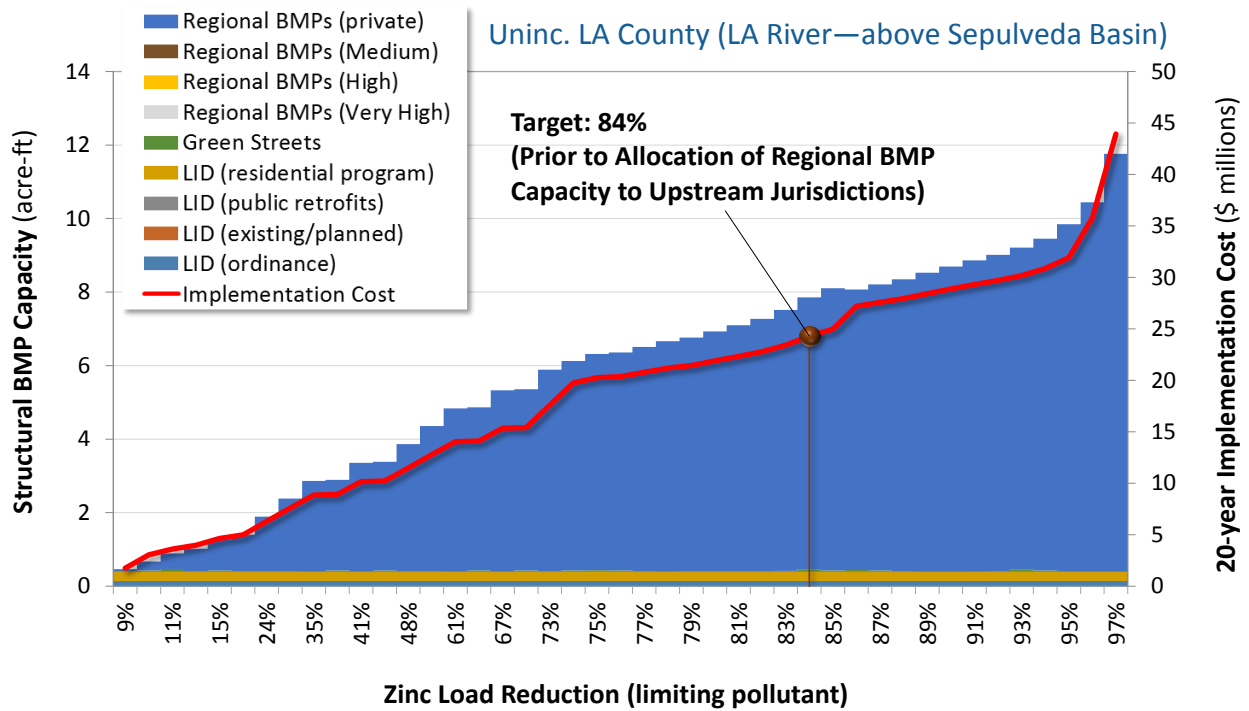 Uninc. LA County (LA River—above Sepulveda Basin)
Regional BMPs (private)
Regional BMPs (Medium)
Regional BMPs (High)
Regional BMPs (Very High)
Green Streets
LID (residential program)
LID (public retrofits)
LID (existing/planned)
LID (ordinance)
Implementation Cost
Target: 84%
(Prior to Allocation of Regional BMP
Capacity to Upstream Jurisdictions)
Structural BMP Capacity (acre-ft)
14
12
10
8
6
4
2
0
50
45
40
35
30
25
20
15
10
5
0
20-year Implementation Cost ($ millions)
9%
11%
15%
24%
35%
41%
48%
61%
67%
73%
75%
77%
79%
81%
83%
85%
87%
89%
91%
93%
95%
97%
Zinc Load Reduction (limiting pollutant)